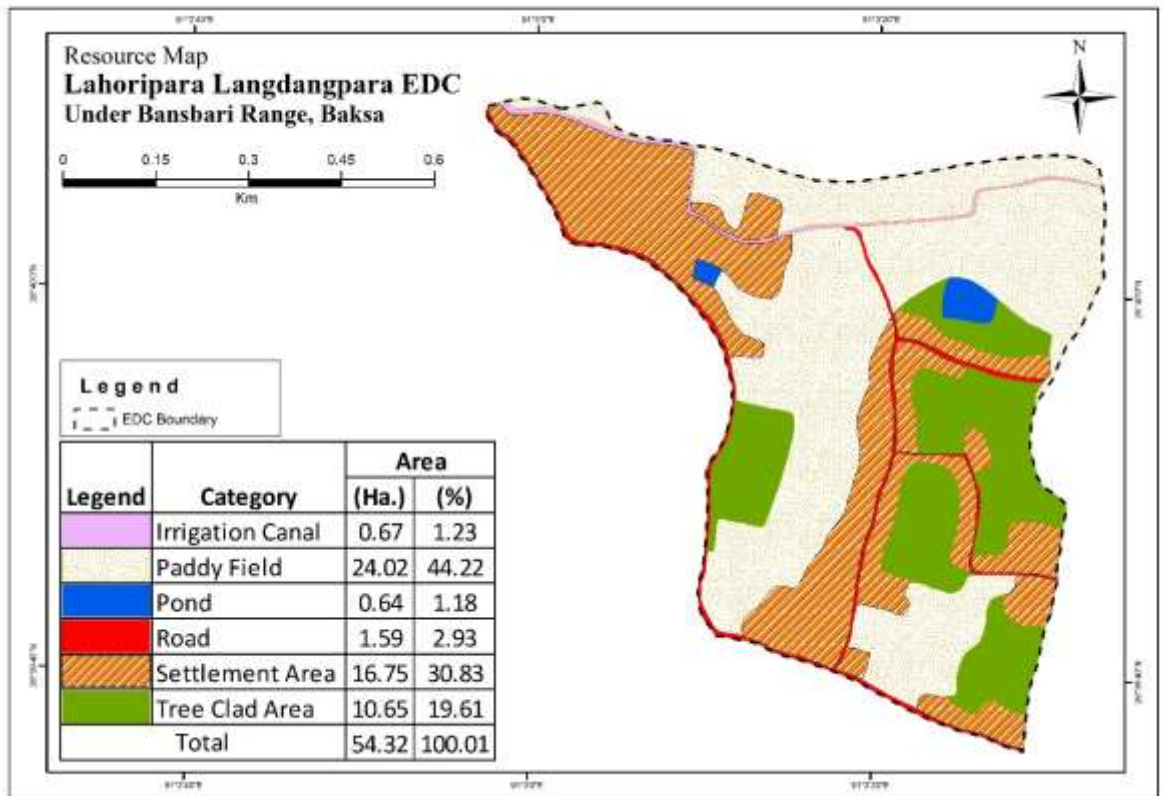 Resource Map
Lahoripara Langdangpara EDC
Under Bansbari Range, Baksa
N
0 0.15 0.3 0.45 0.6
Km
Legend
EDC Boundary
Area
Legend Category (Ha.) (%)
Irrigation Canal 0.67 1.23
Paddy Field 24.02 44.22
Pond 0.64 1.18
Road 1.59 2.93
Settlement Area 16.75 30.83
Tree Clad Area 10.65 19.61
Total 54.32 100.01